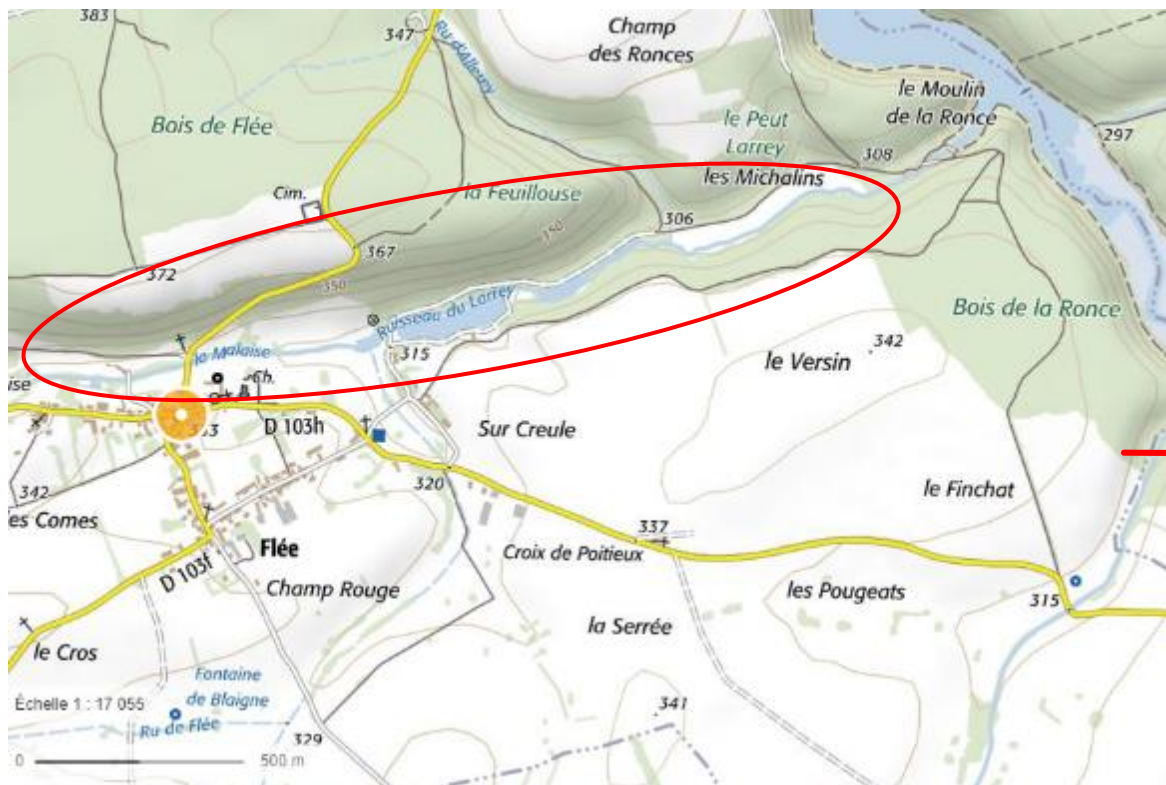 383
347
Ru d'Alleury
Champ
des Ronces
le Moulin
de la Ronce
Bois de Flée
le Peut
Larrey
297
308
les Michalins
Cim.
la Feuillouse
306
350
367
372
350
Ruisseau du Larrey
Bois de la Ronce
342
le Malaise
315
le Versin
Ch.
D 103h
Sur Creule
320
le Finchat
342
es Comes
337
Flée
Croix de Poitieux
D 103f
Champ Rouge
les Pougeats
315
la Serrée
le Cros
Fontaine
de Blaigne
Échelle 1 : 17 055
Ru de Flée
341
329
0
500 m